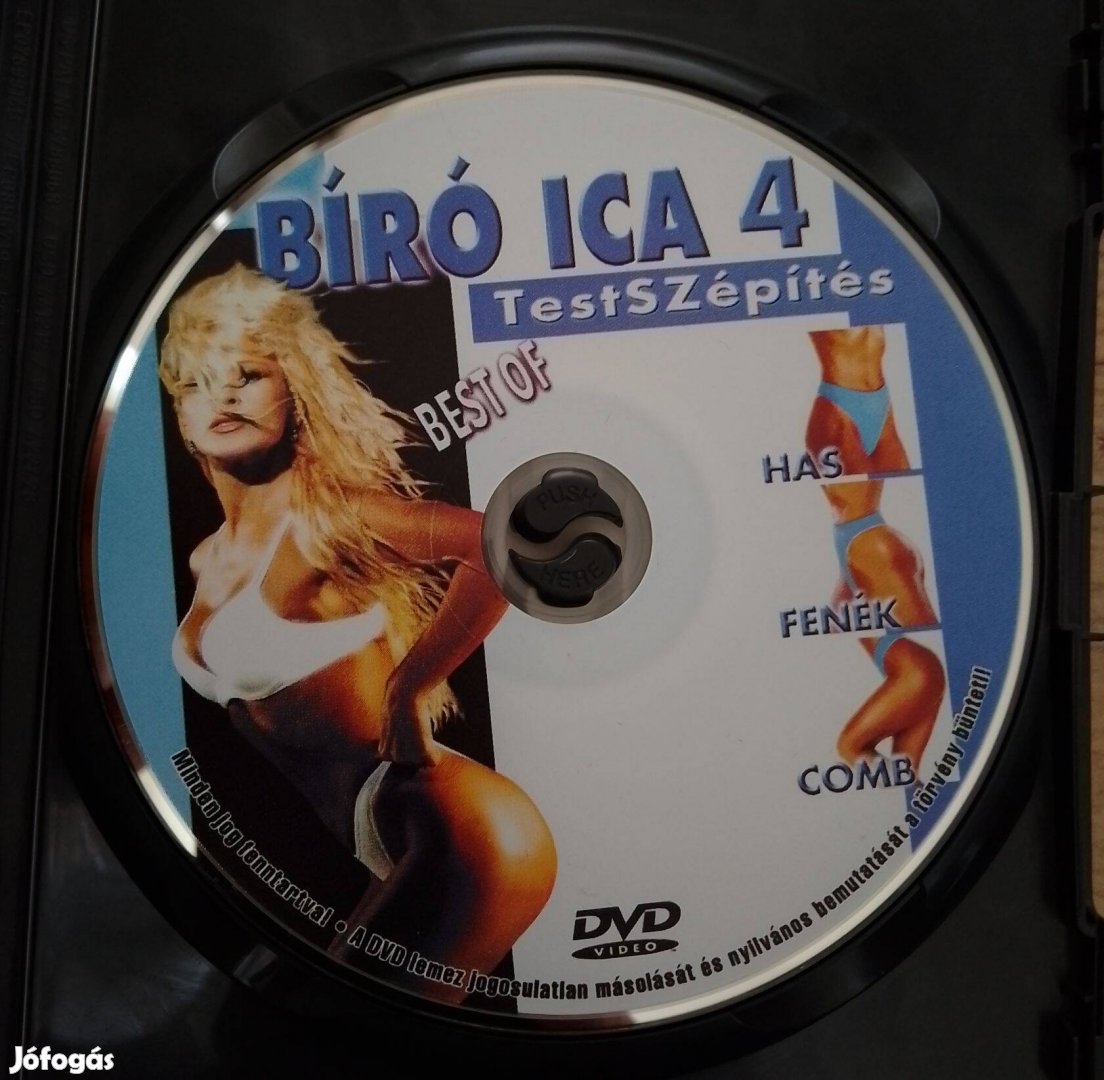 BÍRÓ ICA 4
TestSZépítés
BEST OF
HAS
FENÉK
COMB
PUSH
HERE
DVD
VIDEO
Minden jog fenntartva! • A DVD lemez jogosulatlan másolását és nyilvános bemutatását a törvény bünteti!
Jófogás